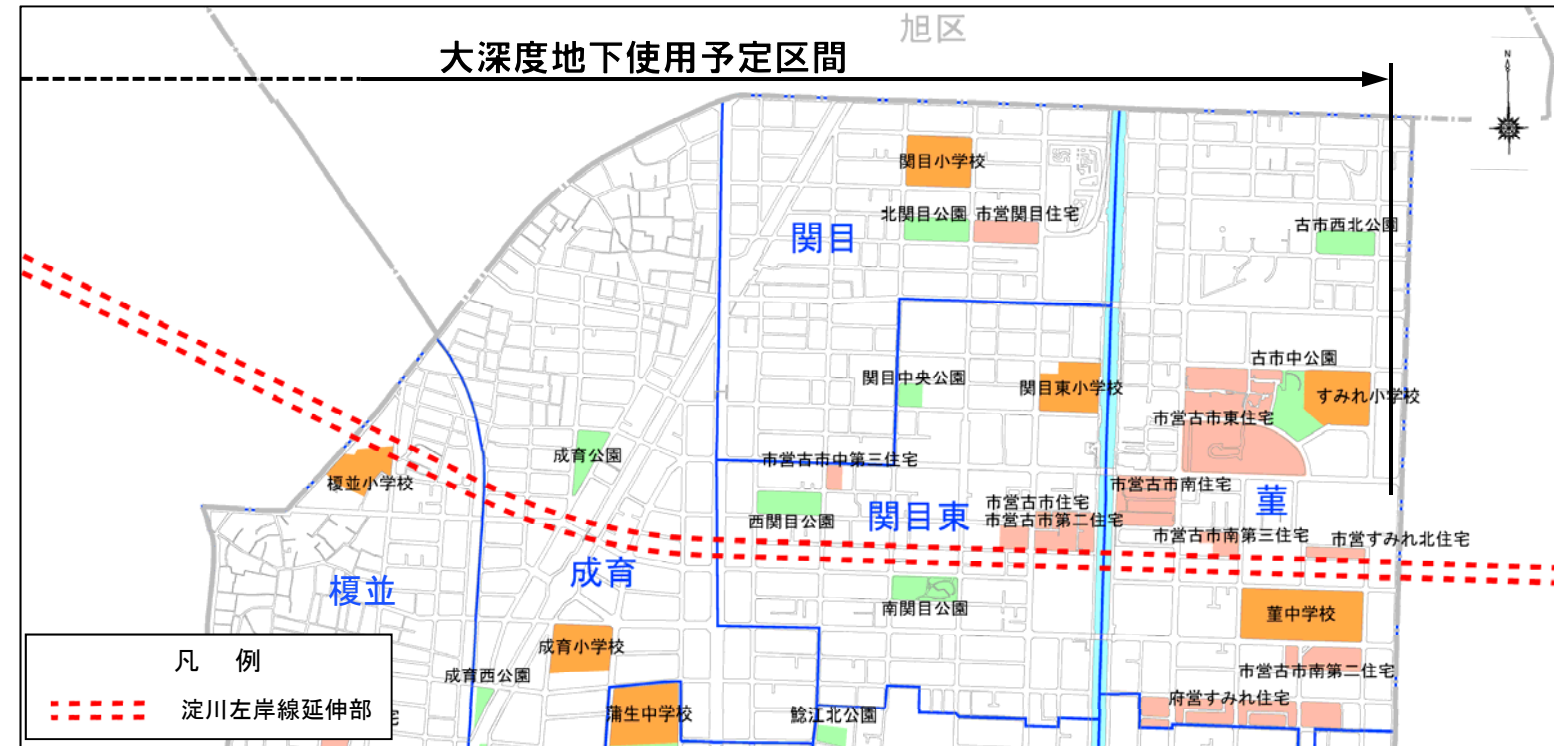 旭区
大深度地下使用予定区間
N
関目小学校
北関目公園
市営関目住宅
古市西北公園
関目
古市中公園
関目中央公園
関目東小学校
すみれ小学校
市営古市東住宅
成育公園
市営古市中第三住宅
榎並小学校
市営古市南住宅
西関目公園
関目東
市営古市住宅
市営古市第二住宅
菫
市営古市南第三住宅
市営すみれ北住宅
成育
榎並
南関目公園
菫中学校
成育小学校
凡 例
成育西公園
市営古市南第二住宅
淀川左岸線延伸部
宅
蒲生中学校
鯰江北公園
府営すみれ住宅